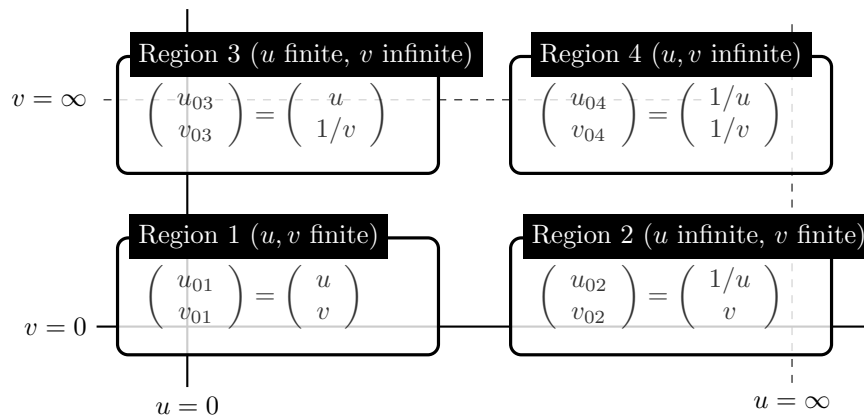 Region 3 (u finite, v infinite)
Region 4 (u, v infinite)
v = ∞
( u₀₃ ) = ( u )
( v₀₃ ) ( 1/v )
( u₀₄ ) = ( 1/u )
( v₀₄ ) ( 1/v )
Region 1 (u, v finite)
Region 2 (u infinite, v finite)
( u₀₁ ) = ( u )
( v₀₁ ) ( v )
( u₀₂ ) = ( 1/u )
( v₀₂ ) ( v )
v = 0
u = 0
u = ∞